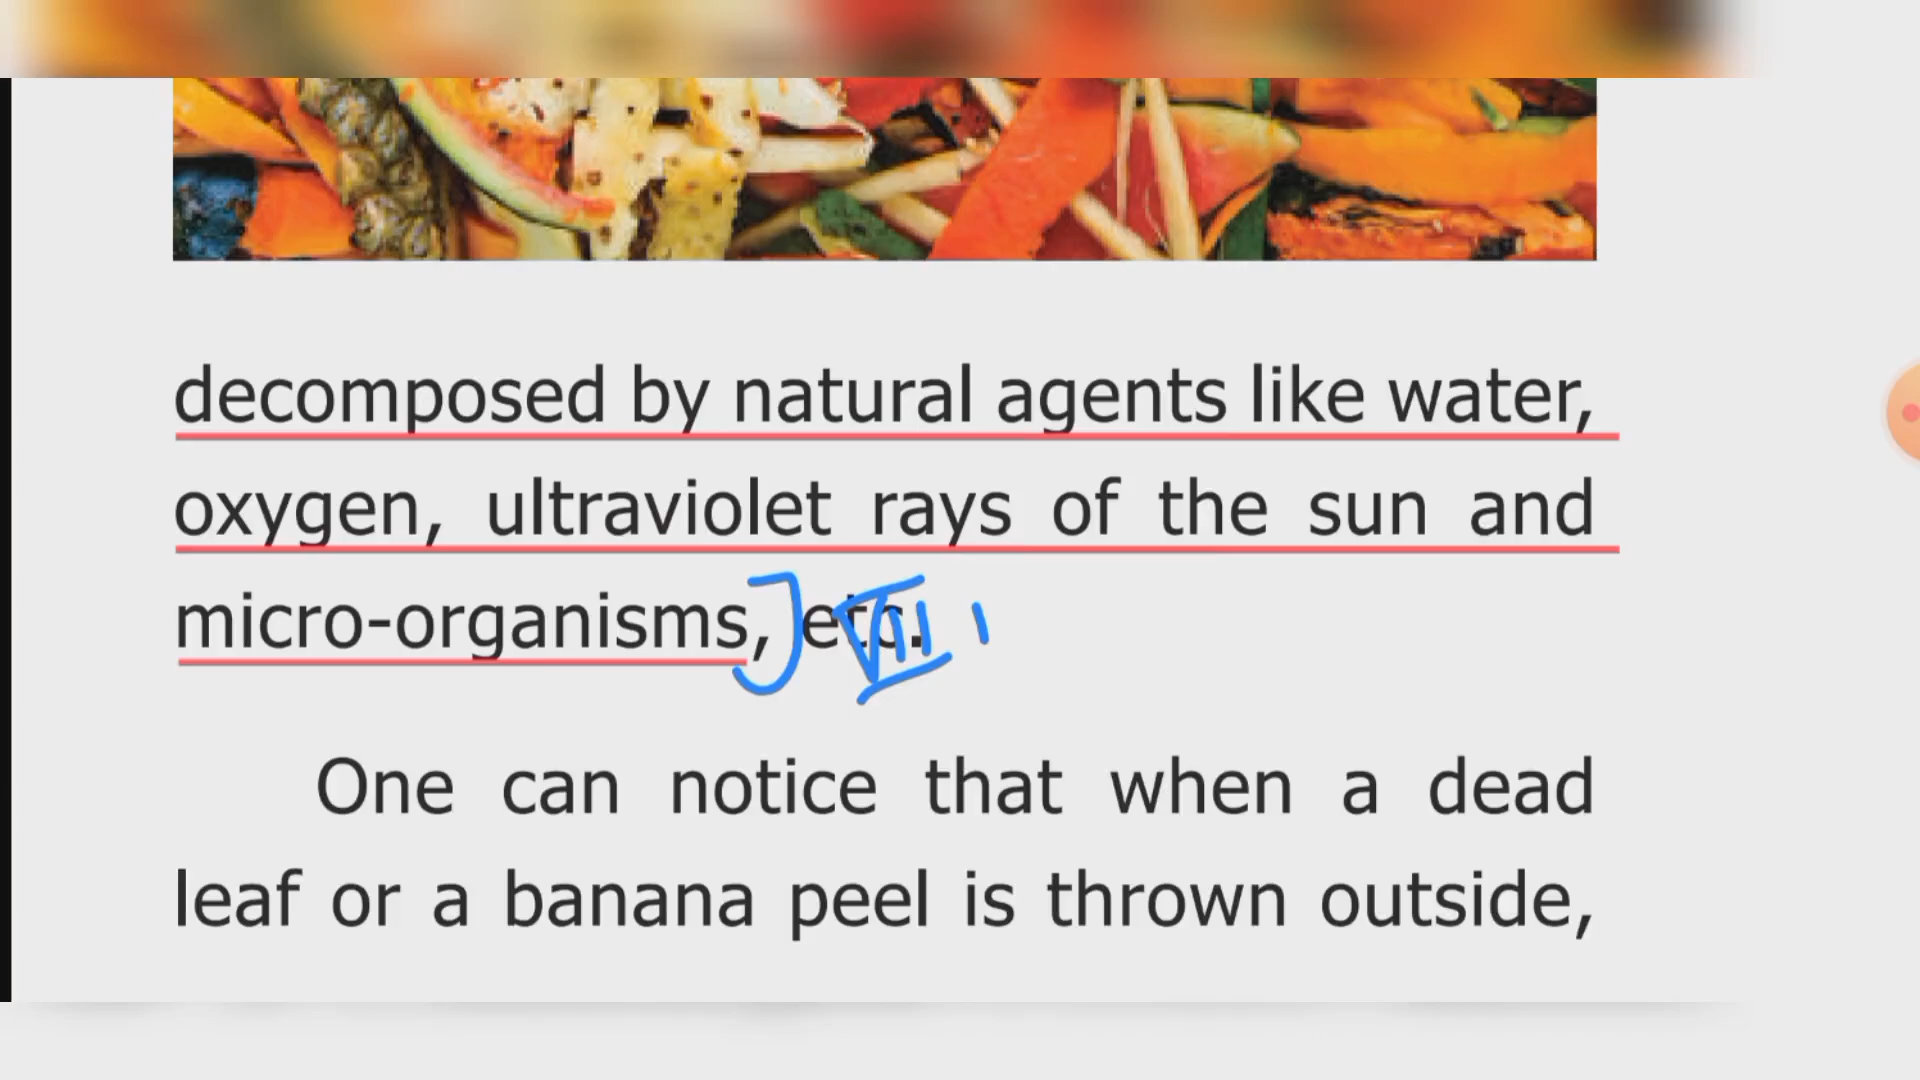 decomposed by natural agents like water,
oxygen, ultraviolet rays of the sun and
micro-organisms, etc. VII
One can notice that when a dead
leaf or a banana peel is thrown outside,